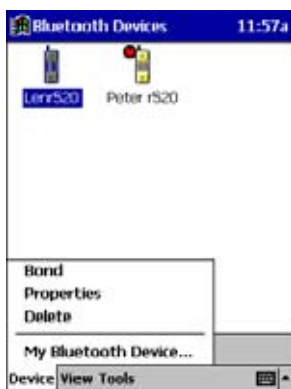 Bluetooth Devices 11:57a
Lenr520 Peter r520
Bond
Properties
Delete
My Bluetooth Device...
Device View Tools